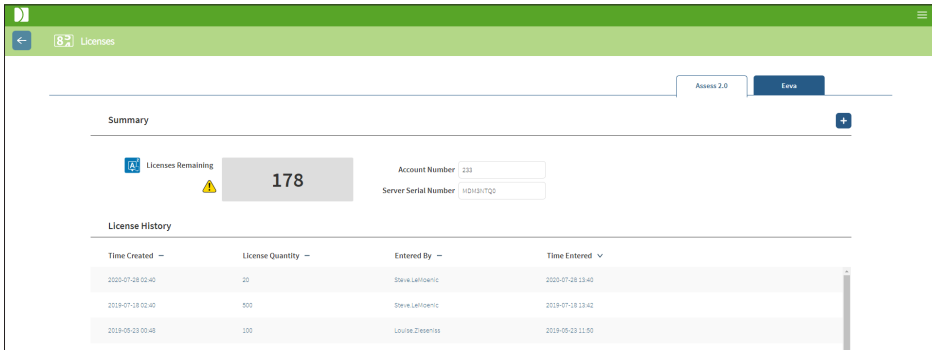 Licenses
Assess 2.0
Eeva
Summary
+
Licenses Remaining
178
Account Number
233
Server Serial Number
MDM3NTQ0
License History
Time Created – License Quantity – Entered By – Time Entered
2020-07-26 02:40 20 Steve.LeMoenic 2020-07-26 13:40
2019-07-18 02:40 500 Steve.LeMoenic 2019-07-18 13:42
2019-05-23 00:48 100 Louise.Zieseniss 2019-05-23 11:50